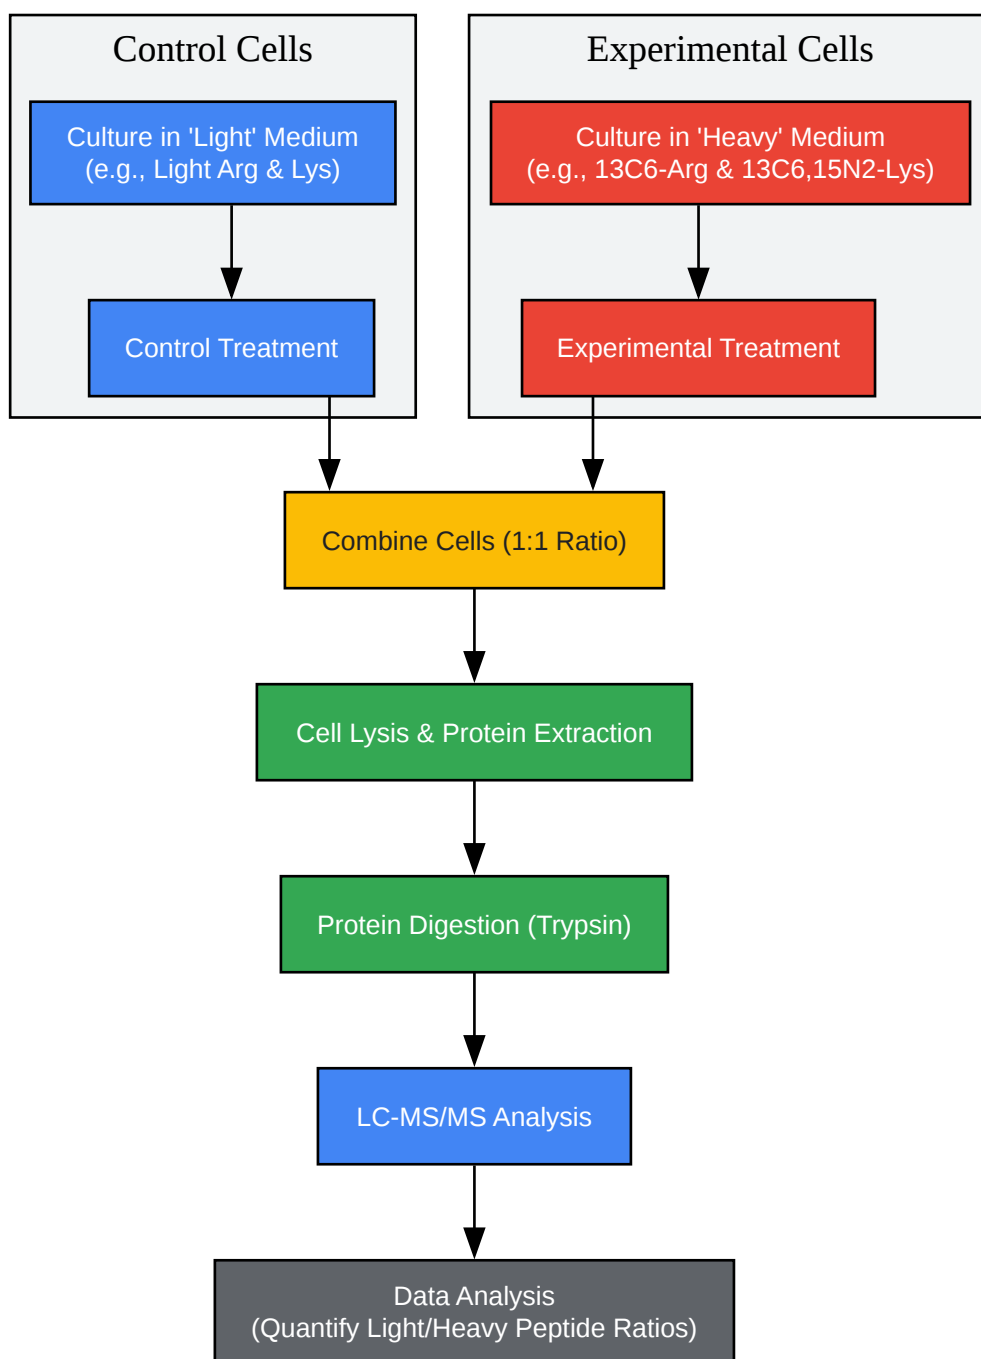 Control Cells
Experimental Cells
Culture in 'Light' Medium
(e.g., Light Arg & Lys)
Culture in 'Heavy' Medium
(e.g., 13C6-Arg & 13C6,15N2-Lys)
Control Treatment
Experimental Treatment
Combine Cells (1:1 Ratio)
Cell Lysis & Protein Extraction
Protein Digestion (Trypsin)
LC-MS/MS Analysis
Data Analysis
(Quantify Light/Heavy Peptide Ratios)